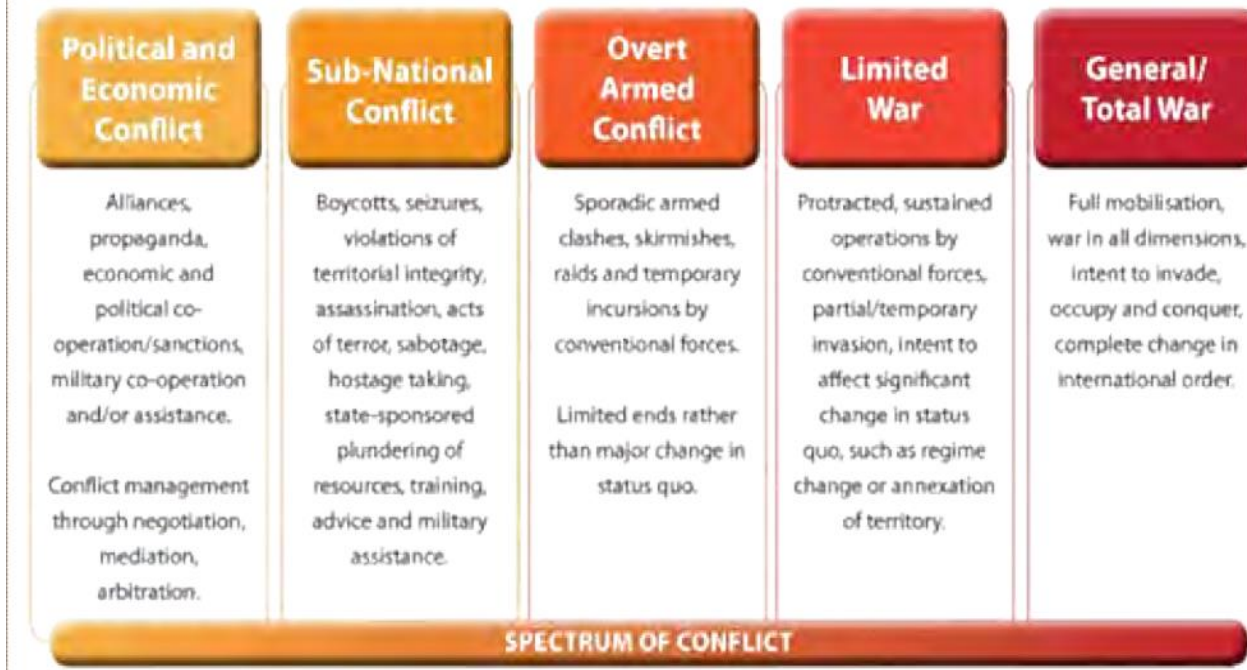 Political and
Economic
Conflict
Alliances,
propaganda,
economic and
political co-
operation/sanctions,
military co-operation
and/or assistance.
Conflict management
through negotiation,
mediation,
arbitration.
Sub-National
Conflict
Boycotts, seizures,
violations of
territorial integrity,
assassination, acts
of terror, sabotage,
hostage taking,
state-sponsored
plundering of
resources, training,
advice and military
assistance.
Overt
Armed
Conflict
Sporadic armed
clashes, skirmishes,
raids and temporary
incursions by
conventional forces.
Limited ends rather
than major change in
status quo.
Limited
War
Protracted, sustained
operations by
conventional forces,
partial/temporary
invasion, intent to
affect significant
change in status
quo, such as regime
change or annexation
of territory.
General/
Total War
Full mobilisation,
war in all dimensions,
intent to invade,
occupy and conquer,
complete change in
international order.
SPECTRUM OF CONFLICT